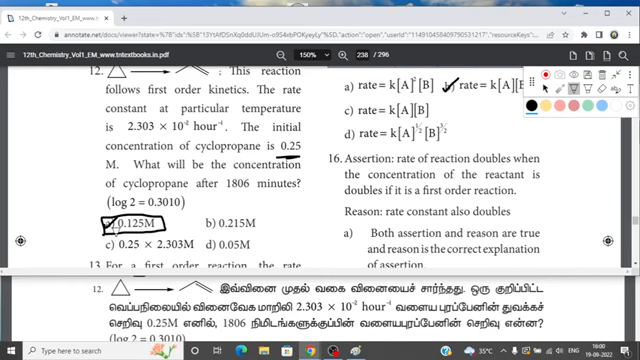 12th_Chemistry_Vol1_EM_www.tntextbooks.in.pdf
150%
238 / 296
12. → ; This reaction
follows first order kinetics. The rate
constant at particular temperature
is 2.303 × 10⁻² hour⁻¹. The initial
concentration of cyclopropane is 0.25
M. What will be the concentration
of cyclopropane after 1806 minutes?
(log 2 = 0.3010)
a) 0.125M b) 0.215M
c) 0.25 × 2.303M d) 0.05M
13. For a first order reaction, the rate
a) rate = k[A]²[B] b) rate = k[A][B
c) rate = k[A][B]
d) rate = k[A]^½[B]^3/2
16. Assertion: rate of reaction doubles when
the concentration of the reactant is
doubles if it is a first order reaction.
Reason: rate constant also doubles
a) Both assertion and reason are true
and reason is the correct explanation
of assertion.
12. → இவ்வினை முதல் வகை வினையைச் சார்ந்தது. ஒரு குறிப்பிட்ட
வெப்பநிலையில் வினைவேக மாறிலி 2.303 × 10⁻² hour⁻¹ வளைய புரப்பேனின் துவக்கச்
செறிவு 0.25M எனில், 1806 நிமிடங்களுக்குப்பின் வளையபுரப்பேனின் செறிவு என்ன?
(log 2 = 0.3010)
Type here to search
35°C
16:00
19-09-2022